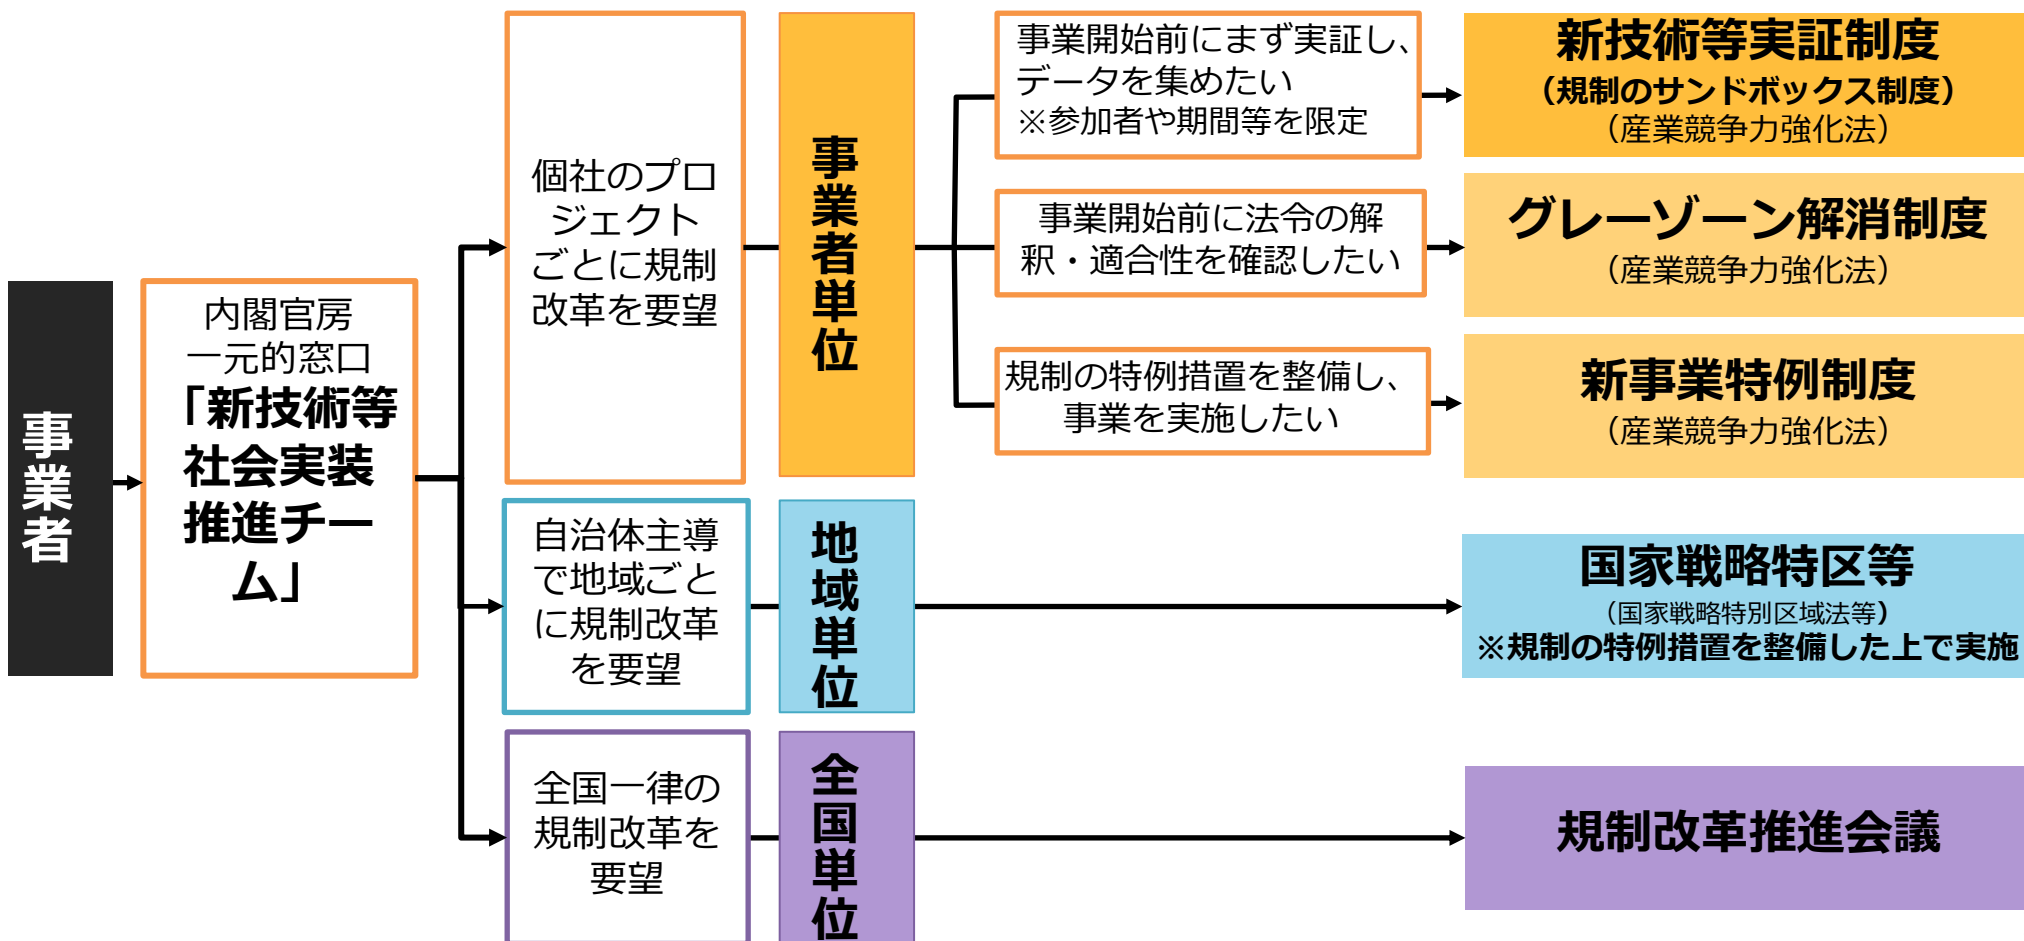 事業者
内閣官房
一元的窓口
「新技術等
社会実装
推進チー
ム」
個社のプロ
ジェクト
ごとに規制
改革を要望
事業者単位
事業開始前にまず実証し、
データを集めたい
※参加者や期間等を限定
新技術等実証制度
（規制のサンドボックス制度）
（産業競争力強化法）
事業開始前に法令の解
釈・適合性を確認したい
グレーゾーン解消制度
（産業競争力強化法）
規制の特例措置を整備し、
事業を実施したい
新事業特例制度
（産業競争力強化法）
自治体主導
で地域ごと
に規制改革
を要望
地域単位
国家戦略特区等
（国家戦略特別区域法等）
※規制の特例措置を整備した上で実施
全国一律の
規制改革を
要望
全国単位
規制改革推進会議